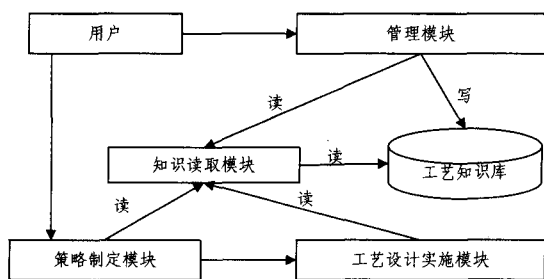 用户
管理模块
读
写
知识读取模块
读
工艺知识库
读
读
策略制定模块
工艺设计实施模块